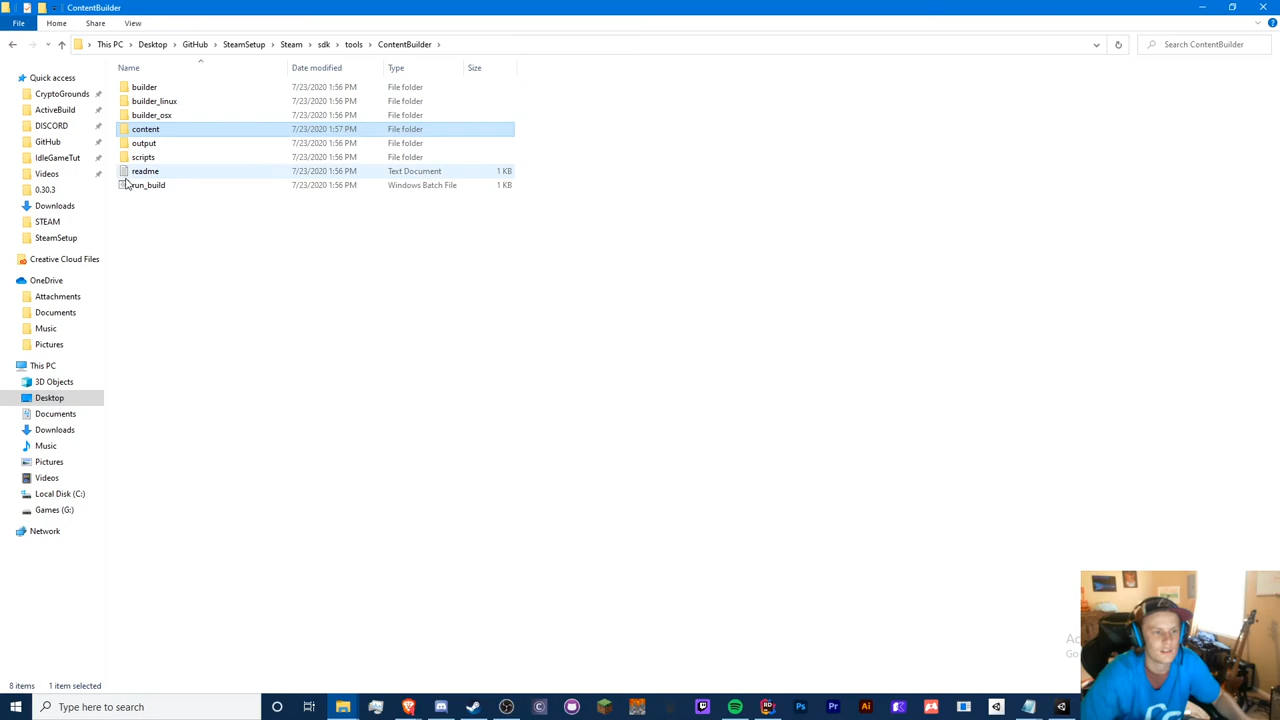 ContentBuilder
File Home Share View
This PC Desktop GitHub SteamSetup Steam sdk tools ContentBuilder Search ContentBuilder
Name Date modified Type Size
Quick access
CryptoGrounds
ActiveBuild
DISCORD
GitHub
IdleGameTut
Videos
0.30.3
Downloads
STEAM
SteamSetup
Creative Cloud Files
OneDrive
Attachments
Documents
Music
Pictures
This PC
3D Objects
Desktop
Documents
Downloads
Music
Pictures
Videos
Local Disk (C:)
Games (G:)
Network
builder 7/23/2020 1:56 PM File folder
builder_linux 7/23/2020 1:56 PM File folder
builder_osx 7/23/2020 1:56 PM File folder
content 7/23/2020 1:57 PM File folder
output 7/23/2020 1:56 PM File folder
scripts 7/23/2020 1:56 PM File folder
readme 7/23/2020 1:56 PM Text Document 1 KB
run_build 7/23/2020 1:56 PM Windows Batch File 1 KB
8 items 1 item selected
Type here to search